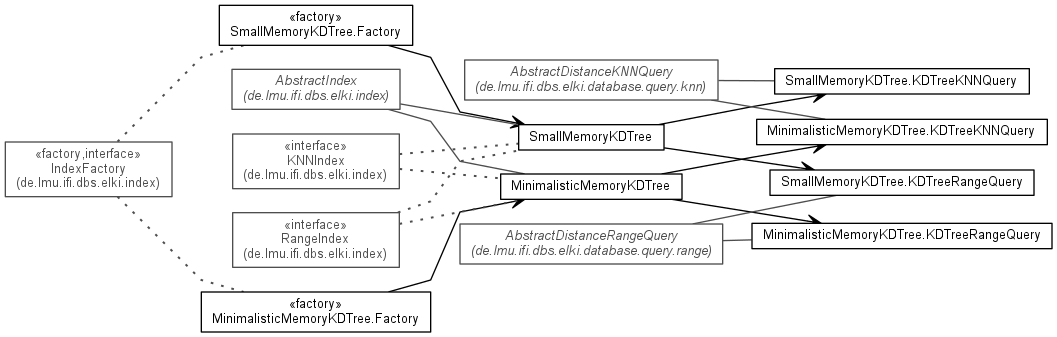 «factory»
SmallMemoryKDTree.Factory
AbstractIndex
(de.lmu.ifi.dbs.elki.index)
AbstractDistanceKNNQuery
(de.lmu.ifi.dbs.elki.database.query.knn)
SmallMemoryKDTree.KDTreeKNNQuery
SmallMemoryKDTree
MinimalisticMemoryKDTree.KDTreeKNNQuery
«factory,interface»
IndexFactory
(de.lmu.ifi.dbs.elki.index)
«interface»
KNNIndex
(de.lmu.ifi.dbs.elki.index)
MinimalisticMemoryKDTree
SmallMemoryKDTree.KDTreeRangeQuery
«interface»
RangeIndex
(de.lmu.ifi.dbs.elki.index)
AbstractDistanceRangeQuery
(de.lmu.ifi.dbs.elki.database.query.range)
MinimalisticMemoryKDTree.KDTreeRangeQuery
«factory»
MinimalisticMemoryKDTree.Factory